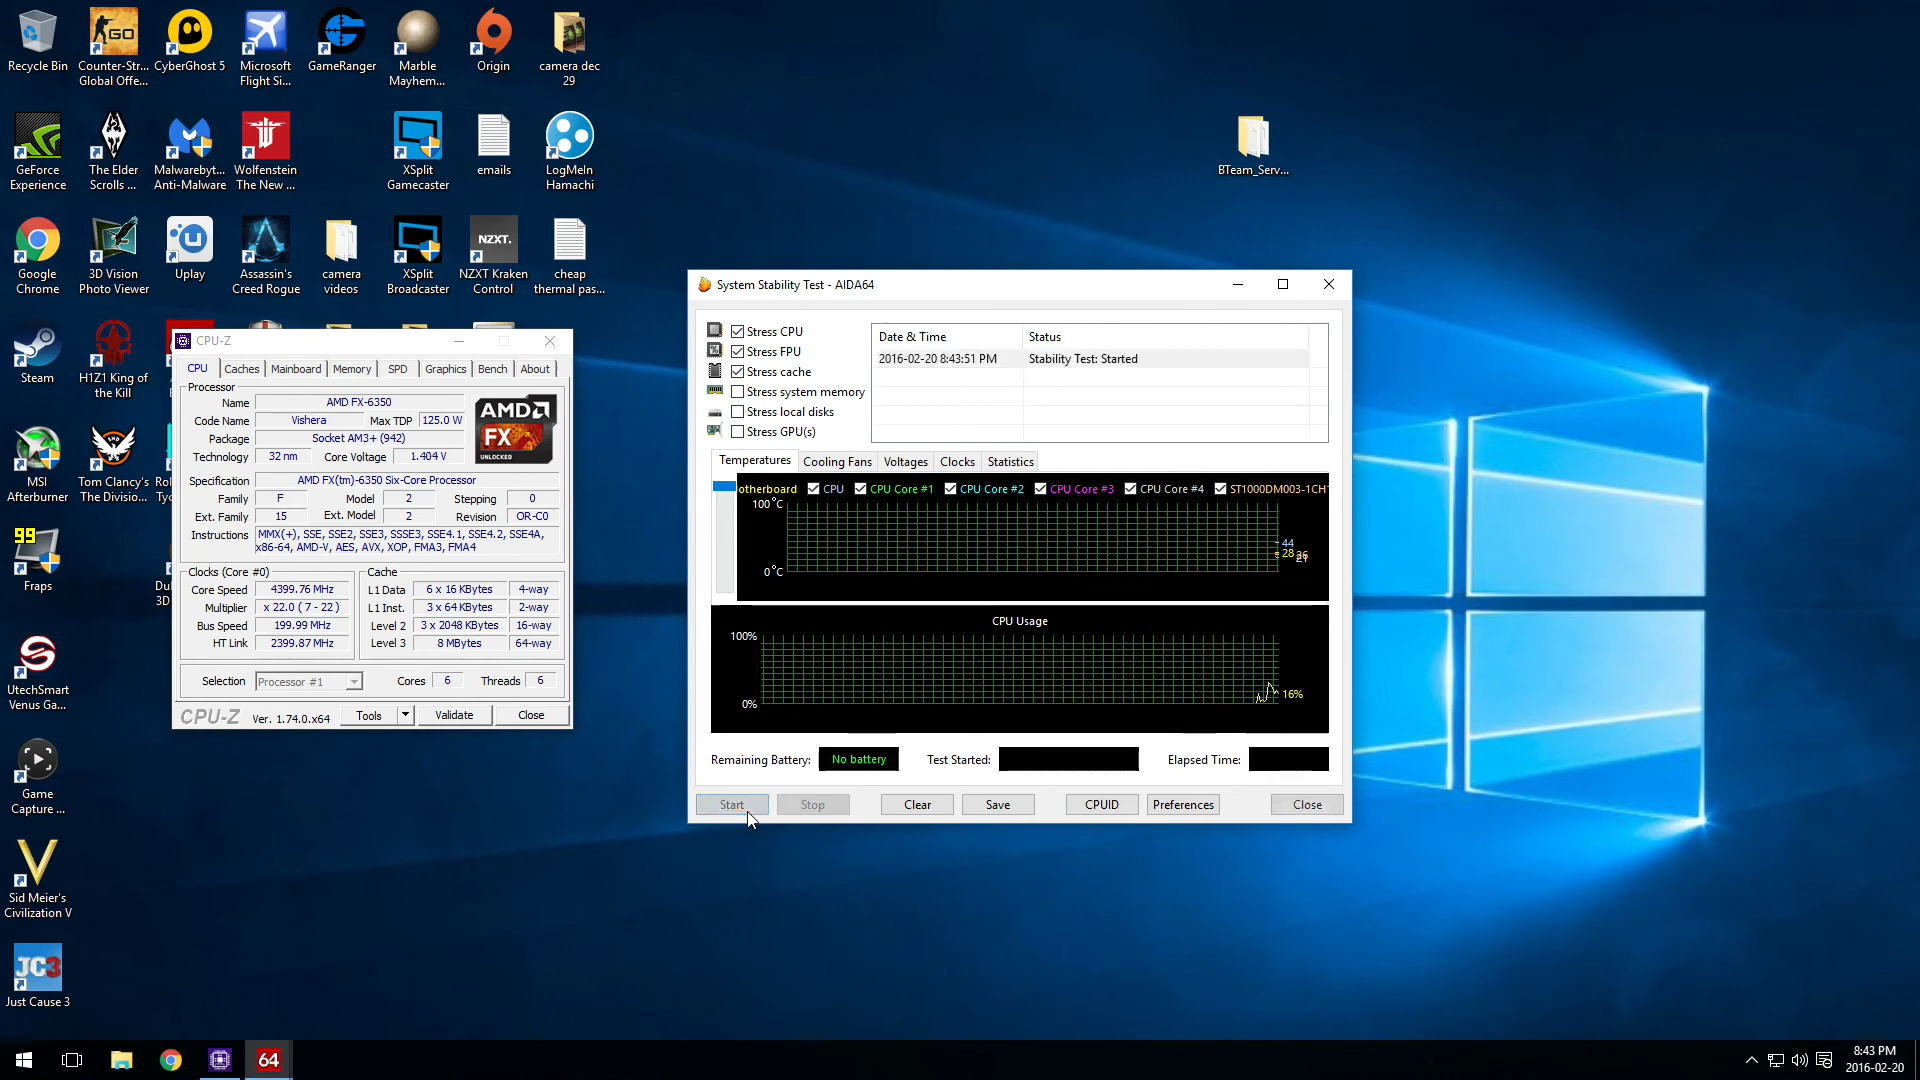 Recycle Bin
Counter-Str...
Global Offe...
CyberGhost 5
Microsoft
Flight Si...
GameRanger
Marble
Mayhem...
Origin
camera dec
29
GeForce
Experience
The Elder
Scrolls ...
Malwarebyt...
Anti-Malware
Wolfenstein
The New ...
XSplit
Gamecaster
emails
LogMeIn
Hamachi
BTeam_Serv...
Google
Chrome
3D Vision
Photo Viewer
Uplay
Assassin's
Creed Rogue
camera
videos
XSplit
Broadcaster
NZXT.
NZXT Kraken
Control
cheap
thermal pas...
Steam
H1Z1 King of
the Kill
MSI
Afterburner
Tom Clancy's
The Divisio...
99
Fraps
UtechSmart
Venus Ga...
Game
Capture ...
Sid Meier's
Civilization V
JC3
Just Cause 3
CPU-Z
CPU Caches Mainboard Memory SPD Graphics Bench About
Processor
Name AMD FX-6350
Code Name Vishera Max TDP 125.0 W
Package Socket AM3+ (942)
Technology 32 nm Core Voltage 1.404 V
AMD
FX
UNLOCKED
Specification AMD FX(tm)-6350 Six-Core Processor
Family F Model 2 Stepping 0
Ext. Family 15 Ext. Model 2 Revision OR-C0
Instructions MMX(+), SSE, SSE2, SSE3, SSSE3, SSE4.1, SSE4.2, SSE4A,
x86-64, AMD-V, AES, AVX, XOP, FMA3, FMA4
Clocks (Core #0)
Core Speed 4399.76 MHz
Multiplier x 22.0 ( 7 - 22 )
Bus Speed 199.99 MHz
HT Link 2399.87 MHz
Cache
L1 Data 6 x 16 KBytes 4-way
L1 Inst. 3 x 64 KBytes 2-way
Level 2 3 x 2048 KBytes 16-way
Level 3 8 MBytes 64-way
Selection Processor #1 Cores 6 Threads 6
CPU-Z Ver. 1.74.0.x64 Tools Validate Close
System Stability Test - AIDA64
Stress CPU
Stress FPU
Stress cache
Stress system memory
Stress local disks
Stress GPU(s)
Date & Time Status
2016-02-20 8:43:51 PM Stability Test: Started
Temperatures Cooling Fans Voltages Clocks Statistics
otherboard CPU CPU Core #1 CPU Core #2 CPU Core #3 CPU Core #4 ST1000DM003-1CH1
100°C
44
28
0°C
CPU Usage
100%
16%
0%
Remaining Battery: No battery Test Started: Elapsed Time:
Start Stop Clear Save CPUID Preferences Close
64
8:43 PM
2016-02-20